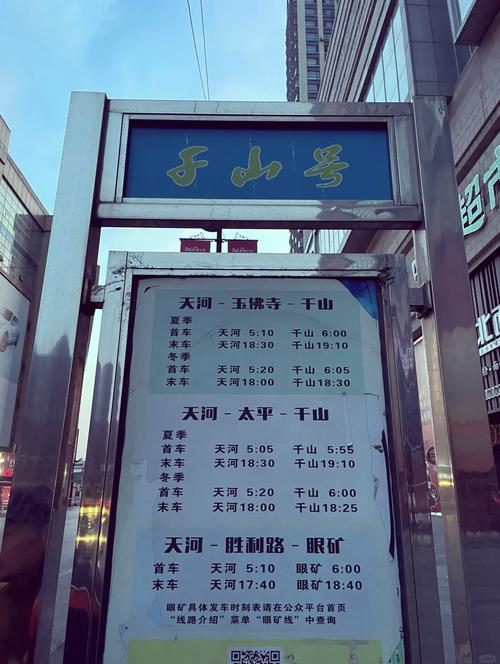 千山号
天河-玉佛寺-千山
夏季
首车 天河 5:10 千山 6:00
末车 天河18:30 千山19:10
冬季
首车 天河 5:20 千山 6:05
末车 天河18:00 千山18:30
天河-太平-千山
夏季
首车 天河 5:05 千山 5:55
末车 天河18:30 千山19:10
冬季
首车 天河 5:20 千山 6:00
末车 天河18:00 千山18:25
天河-胜利路-眼矿
首车 天河 5:10 眼矿 6:00
末车 天河17:40 眼矿18:40
眼矿具体发车时刻表请在公众平台首页
“线路介绍”菜单“眼矿线”中查询
超市